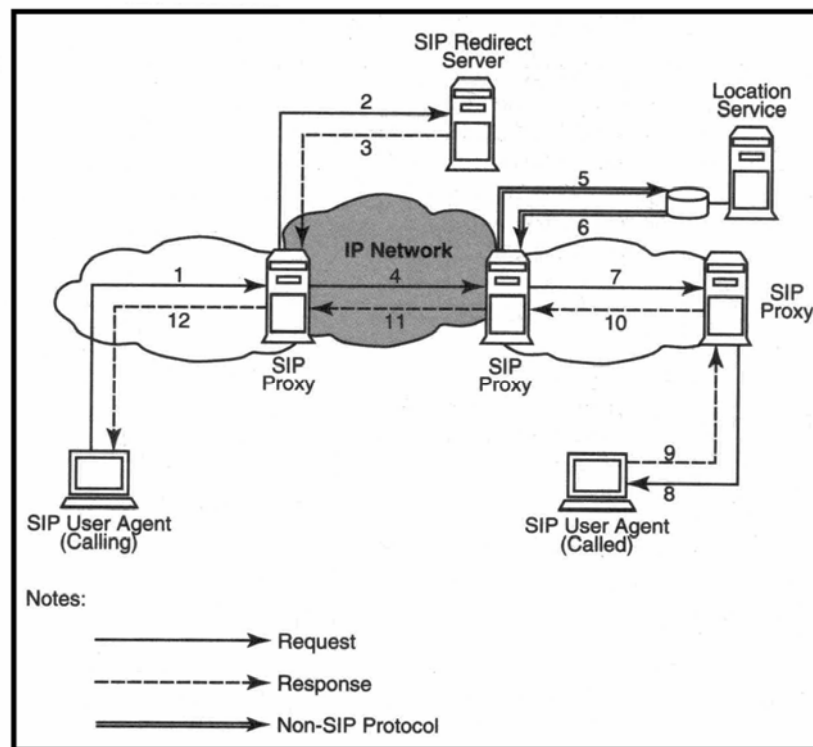 SIP Redirect
Server
Location
Service
2
3
5
6
IP Network
1
4
7
12
11
10
SIP
Proxy
SIP
Proxy
SIP
Proxy
9
8
SIP User Agent
(Calling)
SIP User Agent
(Called)
Notes:
Request
Response
Non-SIP Protocol